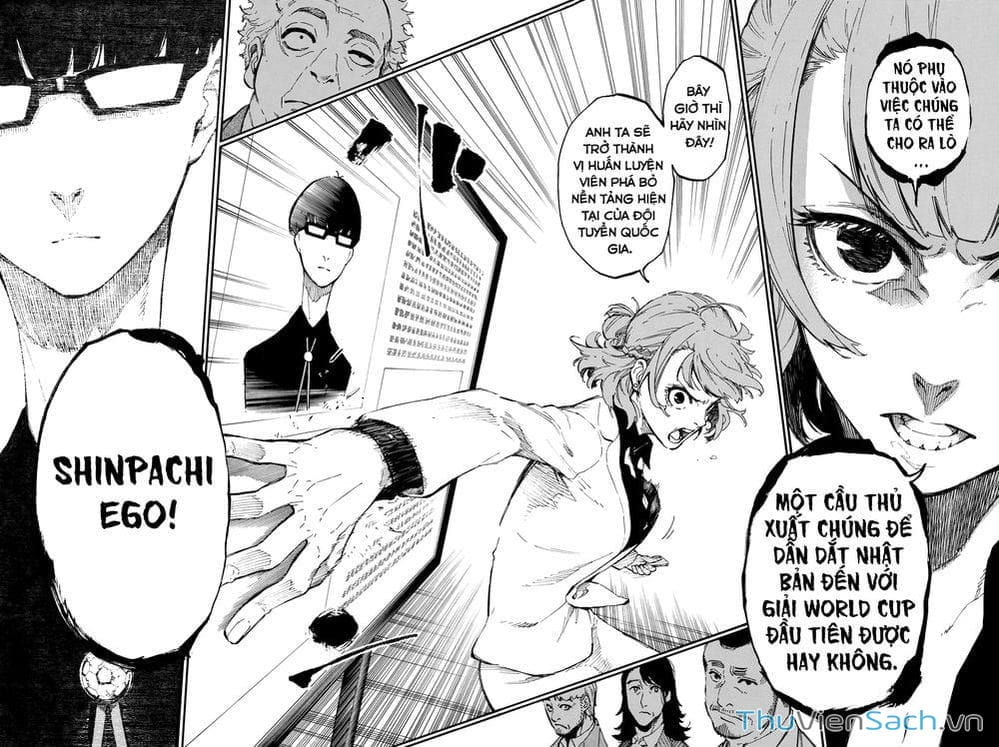 NÓ PHỤ
THUỘC VÀO
VIỆC CHÚNG
TA CÓ THỂ
CHO RA LÒ
...
MỘT CẦU THỦ
XUẤT CHÚNG ĐỂ
DẪN DẮT NHẬT
BẢN ĐẾN VỚI
GIẢI WORLD CUP
ĐẦU TIÊN ĐƯỢC
HAY KHÔNG.
BÂY
GIỜ THÌ
HÃY NHÌN
ĐÂY!
ANH TA SẼ
TRỞ THÀNH
VỊ HUẤN LUYỆN
VIÊN PHÁ BỎ
NỀN TẢNG HIỆN
TẠI CỦA ĐỘI
TUYỂN QUỐC
GIA.
SHINPACHI
EGO!
ThuVienSach.vn